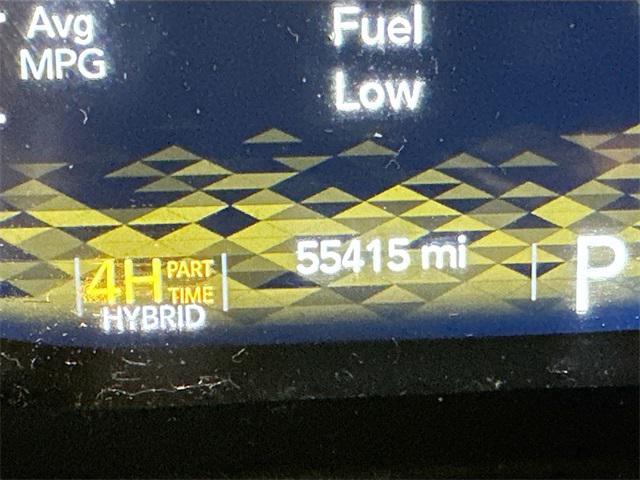 Avg
MPG
Fuel
Low
55415 mi
4H PART
TIME
HYBRID
P